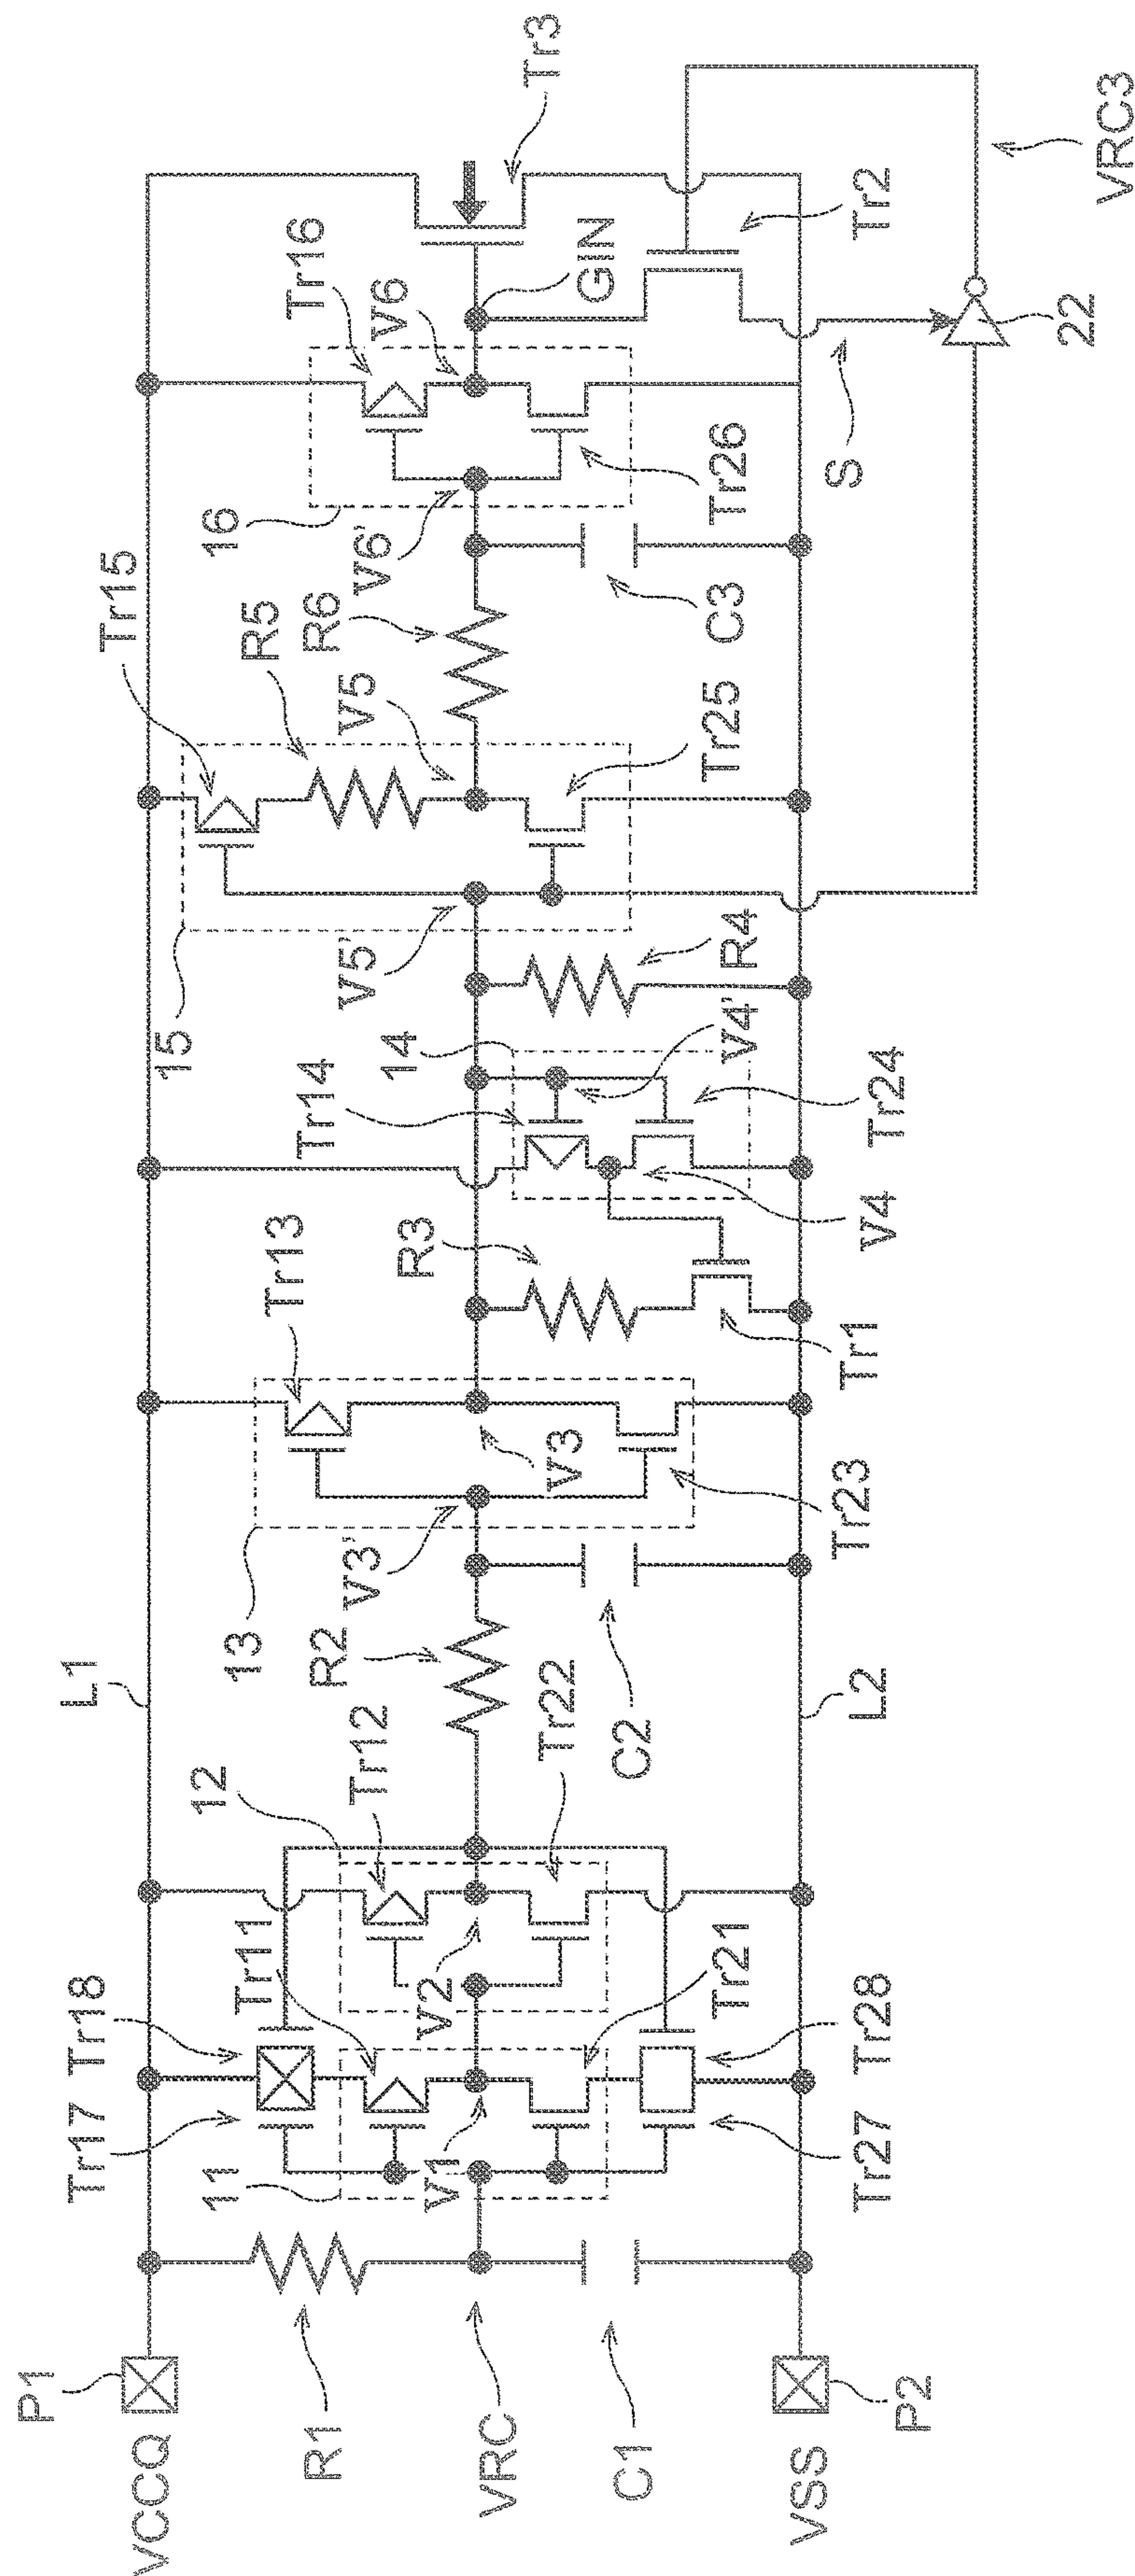 Tr3
VRC3
Tr2
Tr16
V6
GIN
22
S
Tr26
16
V6'
C3
Tr15
R5
R6
V5
Tr25
15
V5'
R4
14
V4'
Tr14
Tr24
V4
R3
Tr13
Tr1
V3
Tr23
13
V3'
R2
L1
L2
C2
Tr22
Tr12
12
Tr11
V2
Tr21
Tr18
Tr28
Tr17
Tr27
11
V1
P1
P2
VCCQ
R1
VRC
C1
VSS